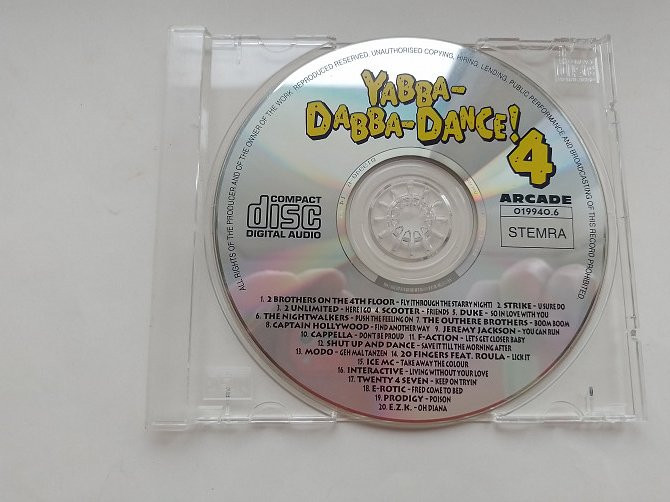 ALL RIGHTS OF THE PRODUCER AND OF THE OWNER OF THE WORK REPRODUCED RESERVED. UNAUTHORISED COPYING, HIRING, LENDING, PUBLIC PERFORMANCE AND BROADCASTING OF THIS RECORD PROHIBITED
YABBA-
DABBA-DANCE!
4
COMPACT
disc
DIGITAL AUDIO
ARCADE
019940.6
STEMRA
1. 2 BROTHERS ON THE 4TH FLOOR - FLY (THROUGH THE STARRY NIGHT) 2. STRIKE - U SURE DO
3. 2 UNLIMITED - HERE I GO 4. SCOOTER - FRIENDS 5. DUKE - SO IN LOVE WITH YOU
6. THE NIGHTWALKERS - PUSH THE FEELING ON 7. THE OUTHERE BROTHERS - BOOM BOOM
8. CAPTAIN HOLLYWOOD - FIND ANOTHER WAY 9. JEREMY JACKSON - YOU CAN RUN
10. CAPPELLA - DON'T BE PROUD 11. F-ACTION - LET'S GET CLOSER BABY
12. SHUT UP AND DANCE - SAVE IT TILL THE MORNING AFTER
13. MODO - GEH MAL TANZEN 14. 20 FINGERS FEAT. ROULA - LICK IT
15. ICE MC - TAKE AWAY THE COLOUR
16. INTERACTIVE - LIVING WITHOUT YOUR LOVE
17. TWENTY 4 SEVEN - KEEP ON TRYIN'
18. E-ROTIC - FRED COME TO BED
19. PRODIGY - POISON
20. E.Z.K. - OH DIANA